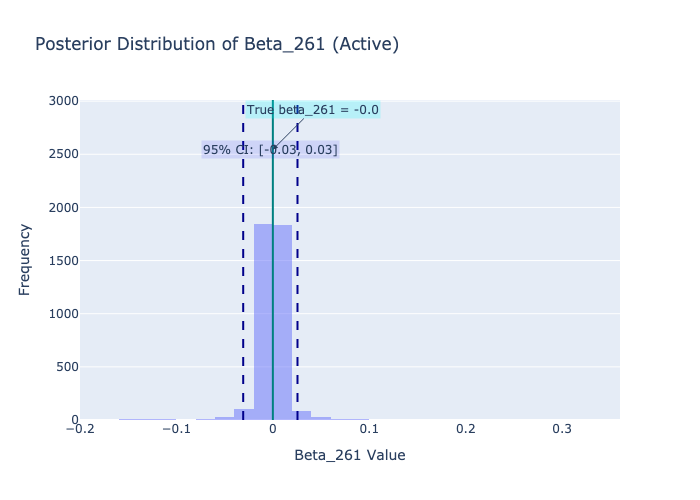 Posterior Distribution of Beta_261 (Active)
3000
True beta_261 = -0.0
2500
95% CI: [-0.03, 0.03]
2000
1500
1000
500
0
Frequency
−0.2
−0.1
0
0.1
0.2
0.3
Beta_261 Value